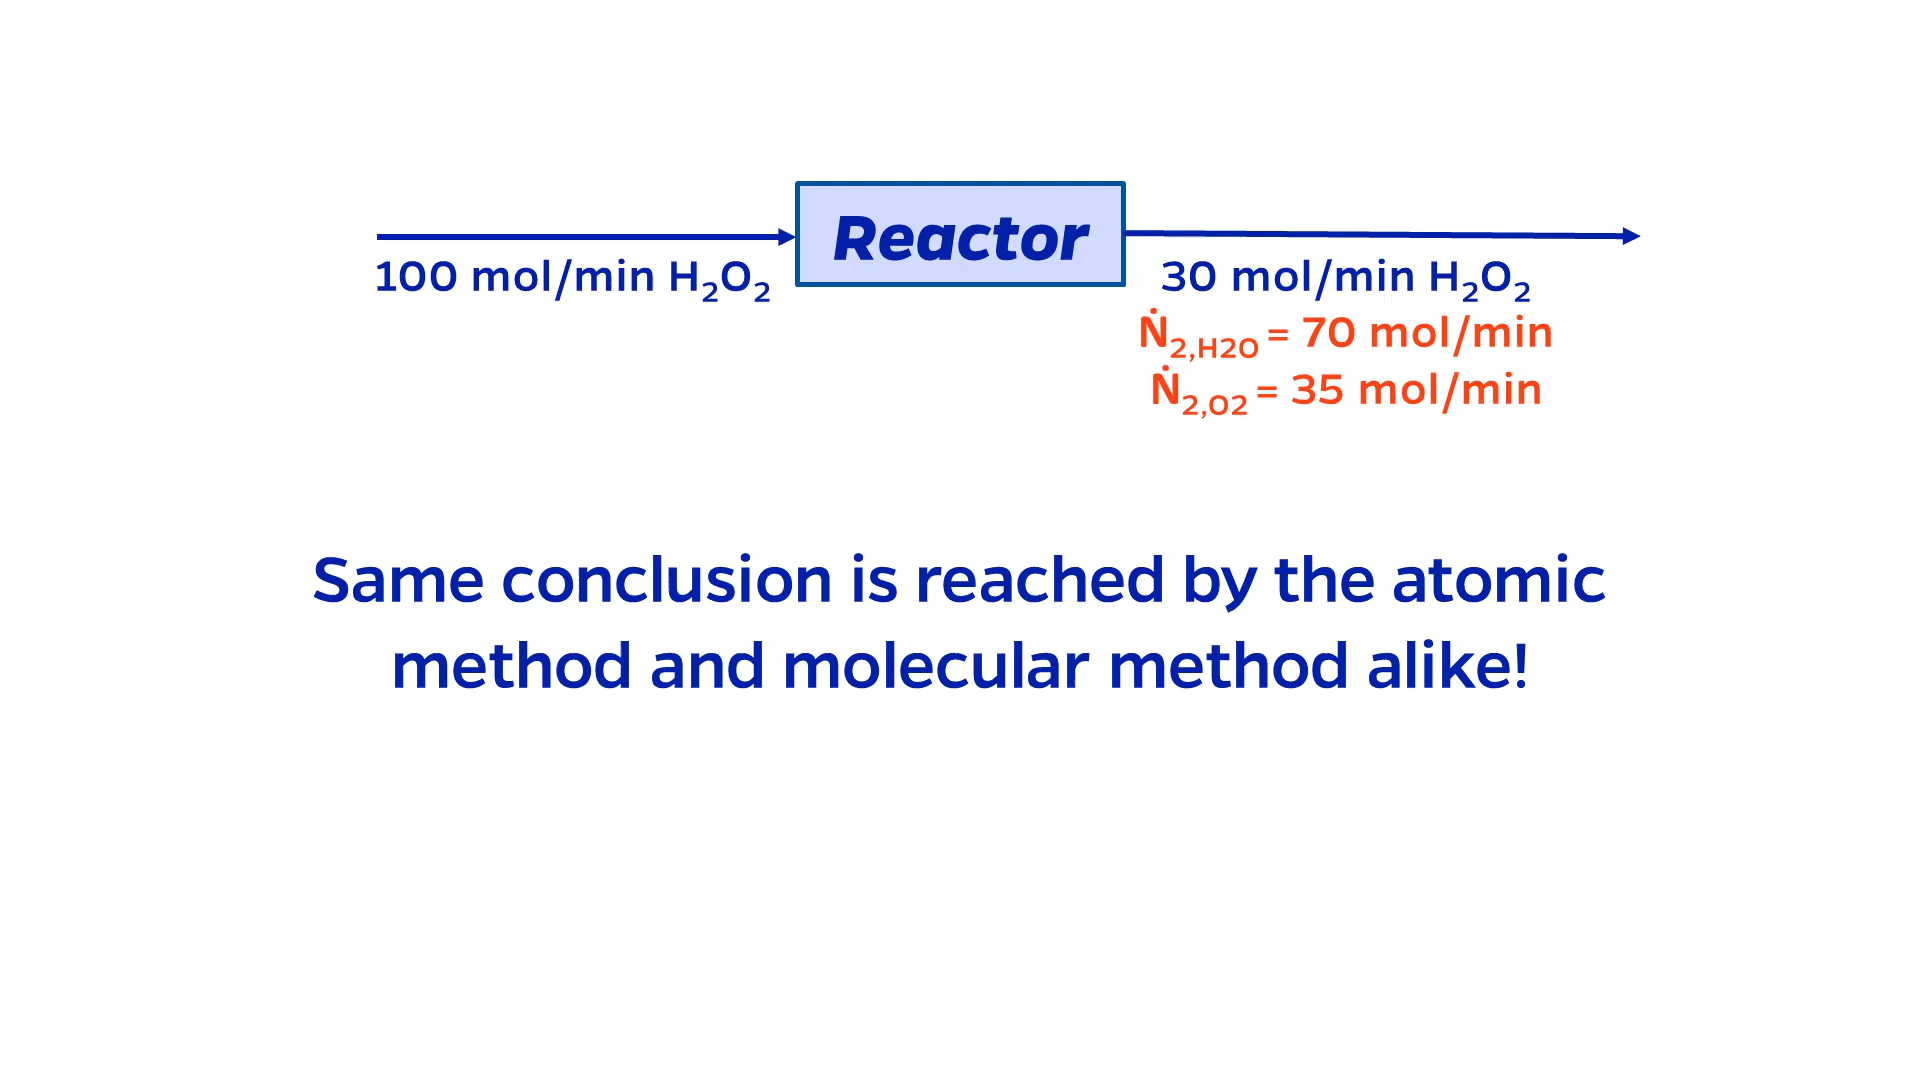 Reactor
100 mol/min H₂O₂
30 mol/min H₂O₂
Ṅ₂,H2O = 70 mol/min
Ṅ₂,O2 = 35 mol/min
Same conclusion is reached by the atomic
method and molecular method alike!